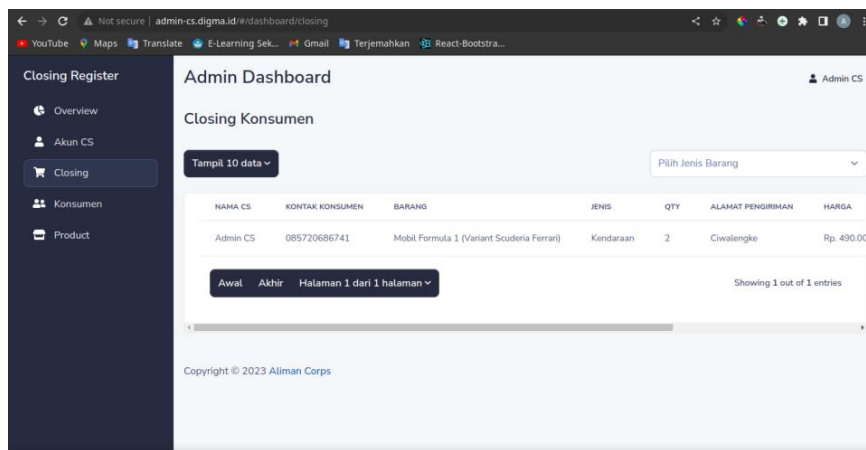 Not secure | admin-cs.digma.id/#/dashboard/closing
YouTube Maps Translate E-Learning Sek... Gmail Terjemahkan React-Bootstra...
Closing Register
Overview
Akun CS
Closing
Konsumen
Product
Admin Dashboard
Admin CS
Closing Konsumen
Tampil 10 data
Pilih Jenis Barang
NAMA CS KONTAK KONSUMEN BARANG JENIS QTY ALAMAT PENGIRIMAN HARGA
Admin CS 085720686741 Mobil Formula 1 (Variant Scuderia Ferrari) Kendaraan 2 Ciwalengke Rp. 490.00
Awal Akhir Halaman 1 dari 1 halaman
Showing 1 out of 1 entries
Copyright © 2023 Aliman Corps